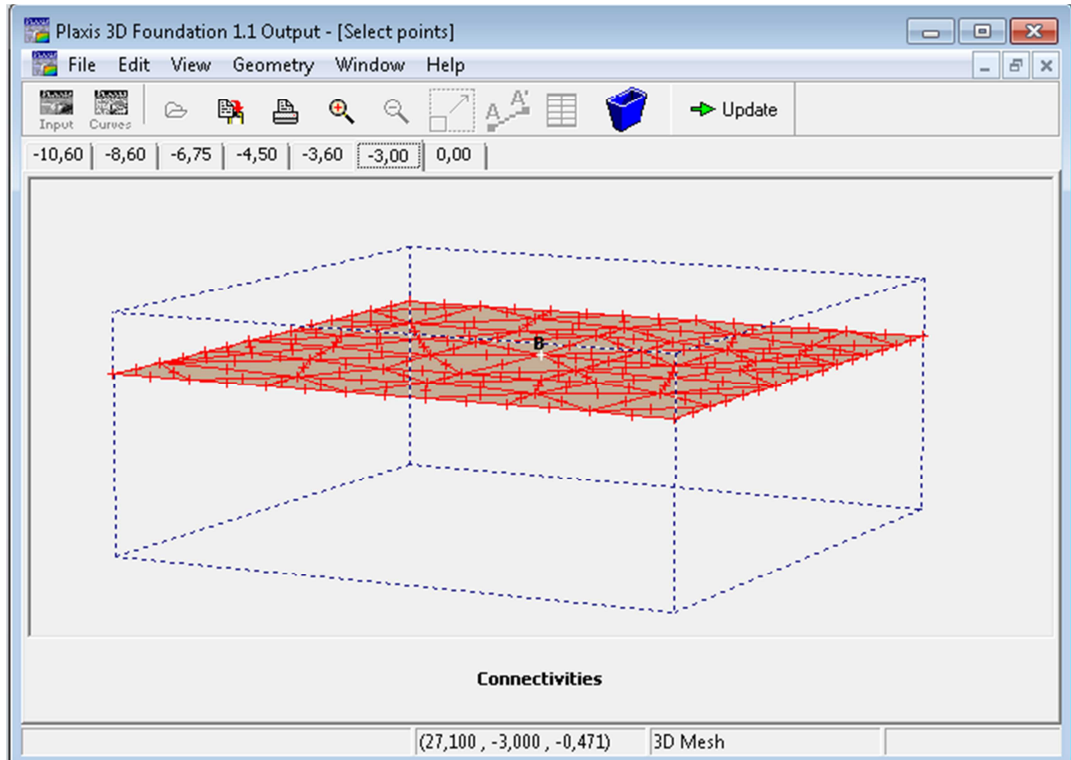 Plaxis 3D Foundation 1.1 Output - [Select points]
File Edit View Geometry Window Help
Input Curves A A' Update
-10,60 -8,60 -6,75 -4,50 -3,60 -3,00 0,00
B
Connectivities
(27,100 , -3,000 , -0,471) 3D Mesh